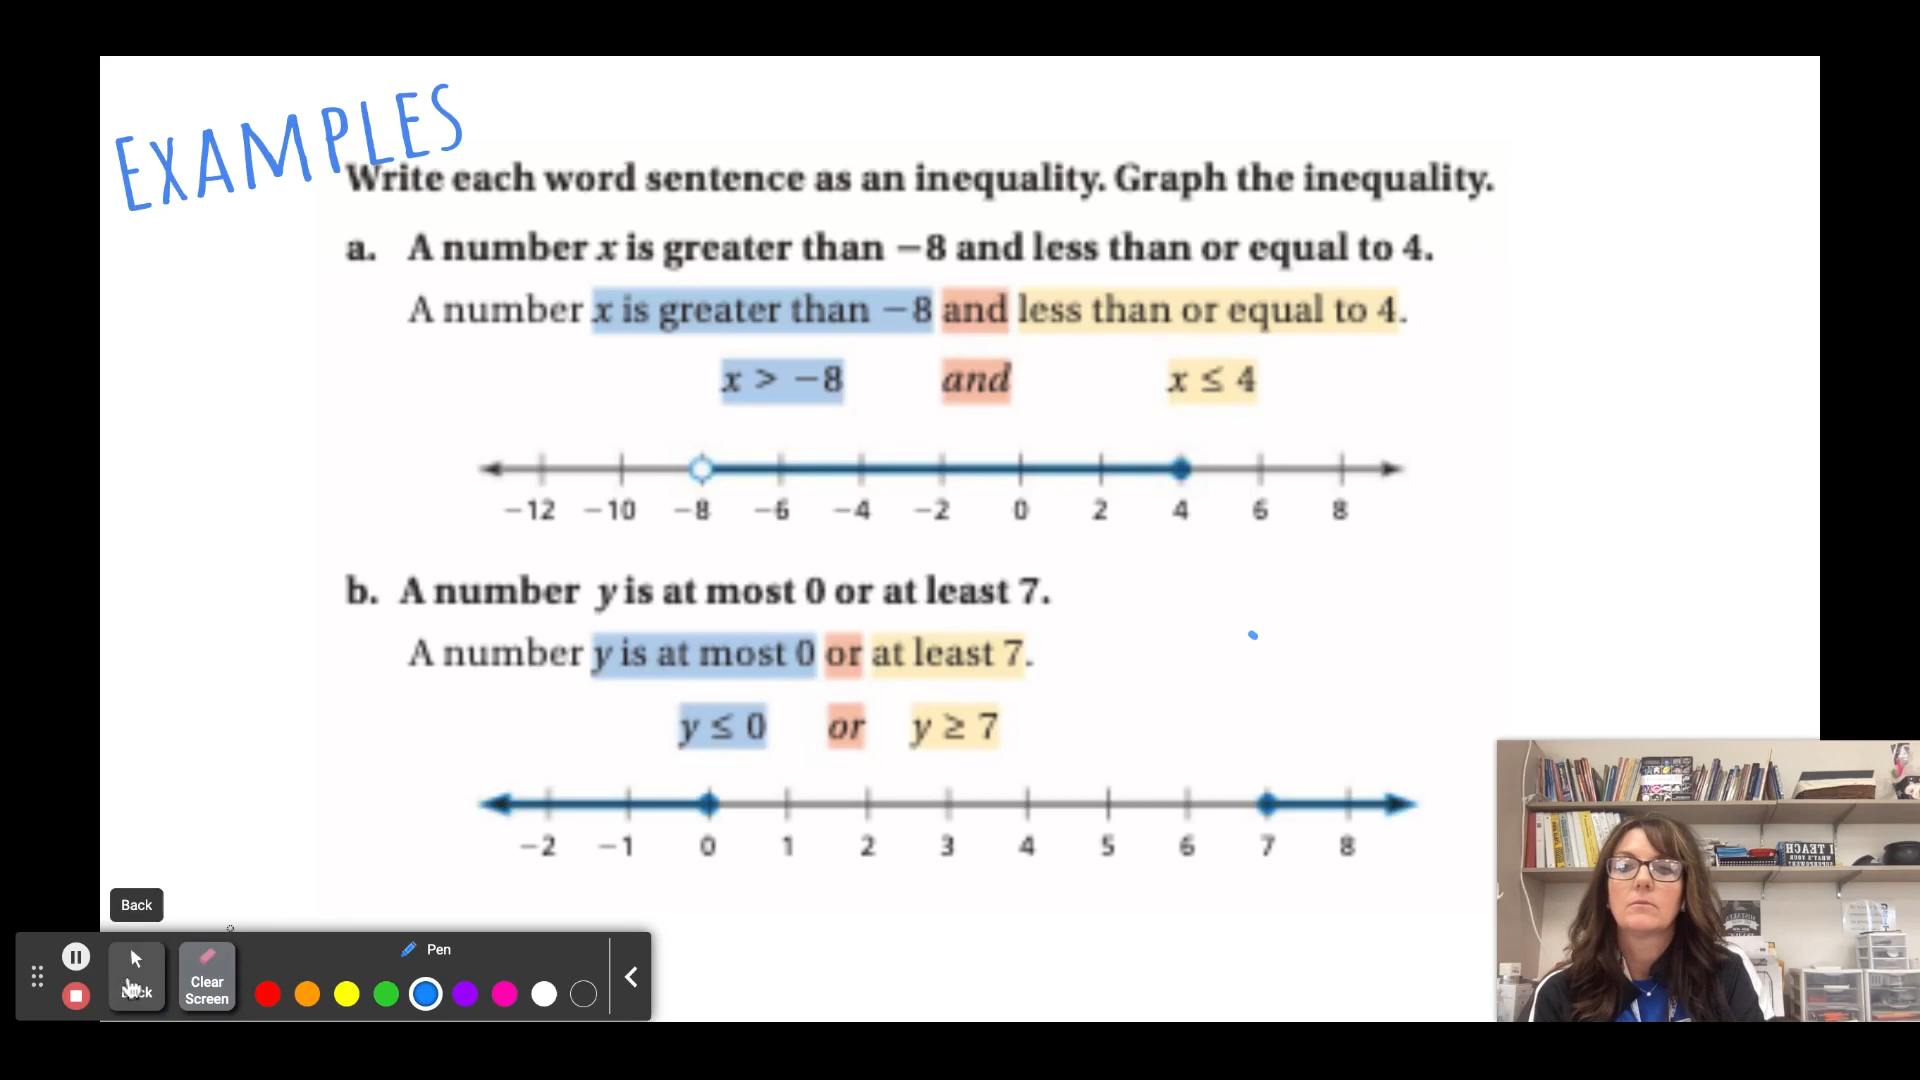 EXAMPLES
Write each word sentence as an inequality. Graph the inequality.
a. A number x is greater than −8 and less than or equal to 4.
A number x is greater than −8 and less than or equal to 4.
x > −8 and x ≤ 4
−12 −10 −8 −6 −4 −2 0 2 4 6 8
b. A number y is at most 0 or at least 7.
A number y is at most 0 or at least 7.
y ≤ 0 or y ≥ 7
−2 −1 0 1 2 3 4 5 6 7 8
I TEACH
WHAT'S YOUR
SUPERPOWER?
Back
Pen
Clear
Screen